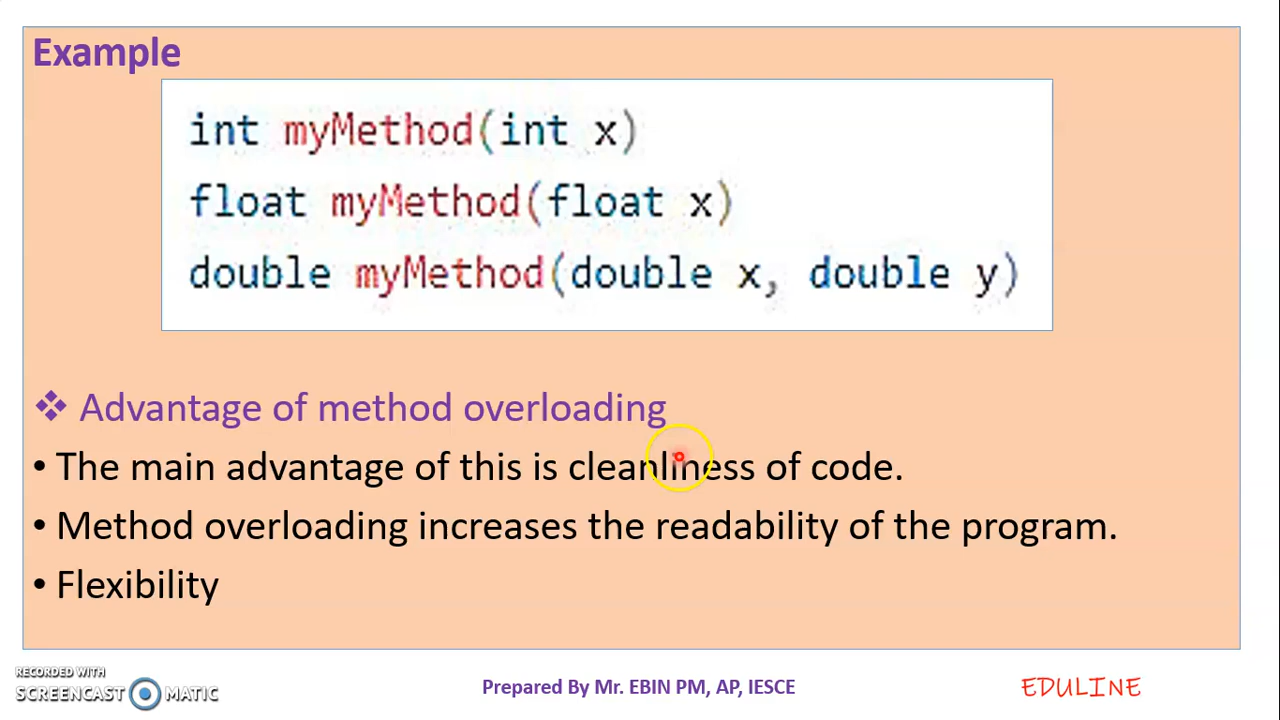 Example
int myMethod(int x)
float myMethod(float x)
double myMethod(double x, double y)
❖ Advantage of method overloading
• The main advantage of this is cleanliness of code.
• Method overloading increases the readability of the program.
• Flexibility
RECORDED WITH
SCREENCAST MATIC
Prepared By Mr. EBIN PM, AP, IESCE
EDULINE